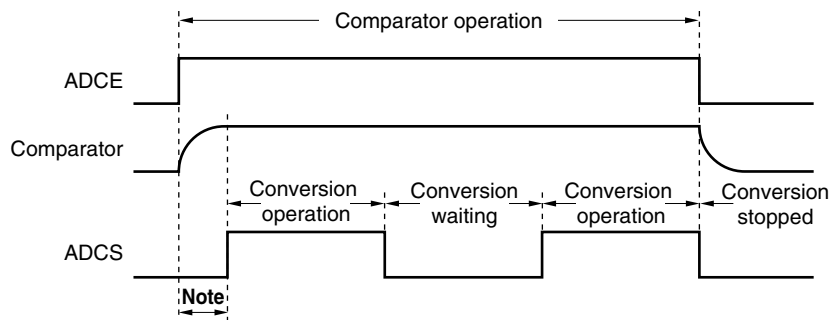 Comparator operation
ADCE
Comparator
Conversion
operation
Conversion
waiting
Conversion
operation
Conversion
stopped
ADCS
Note